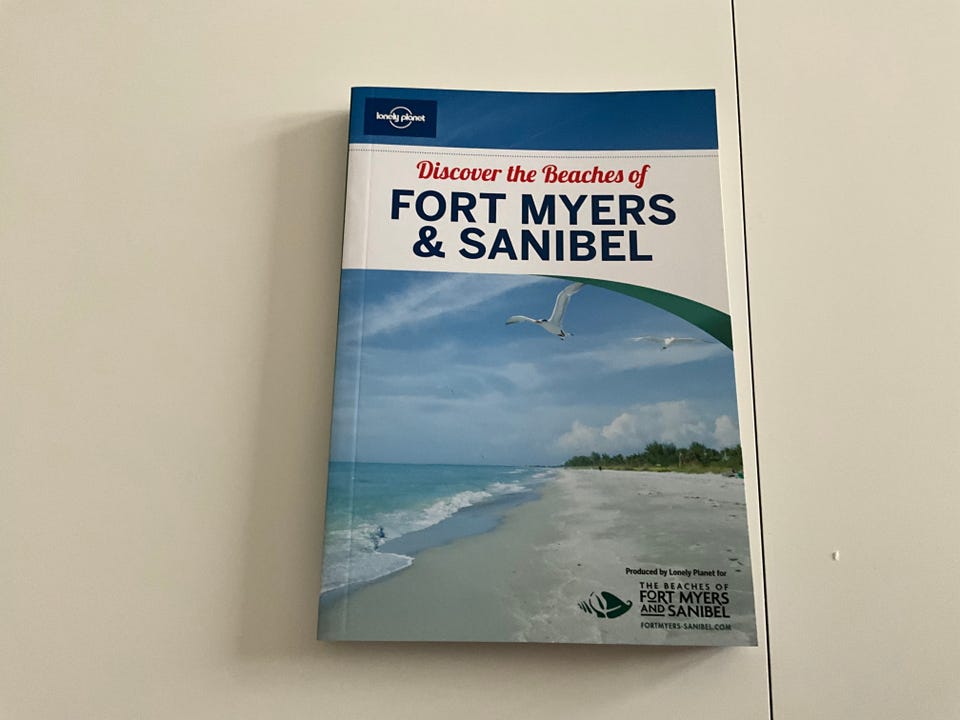 lonely planet
Discover the Beaches of
FORT MYERS
& SANIBEL
Produced by Lonely Planet for
THE BEACHES OF
FORT MYERS
AND SANIBEL
FORTMYERS-SANIBEL.COM